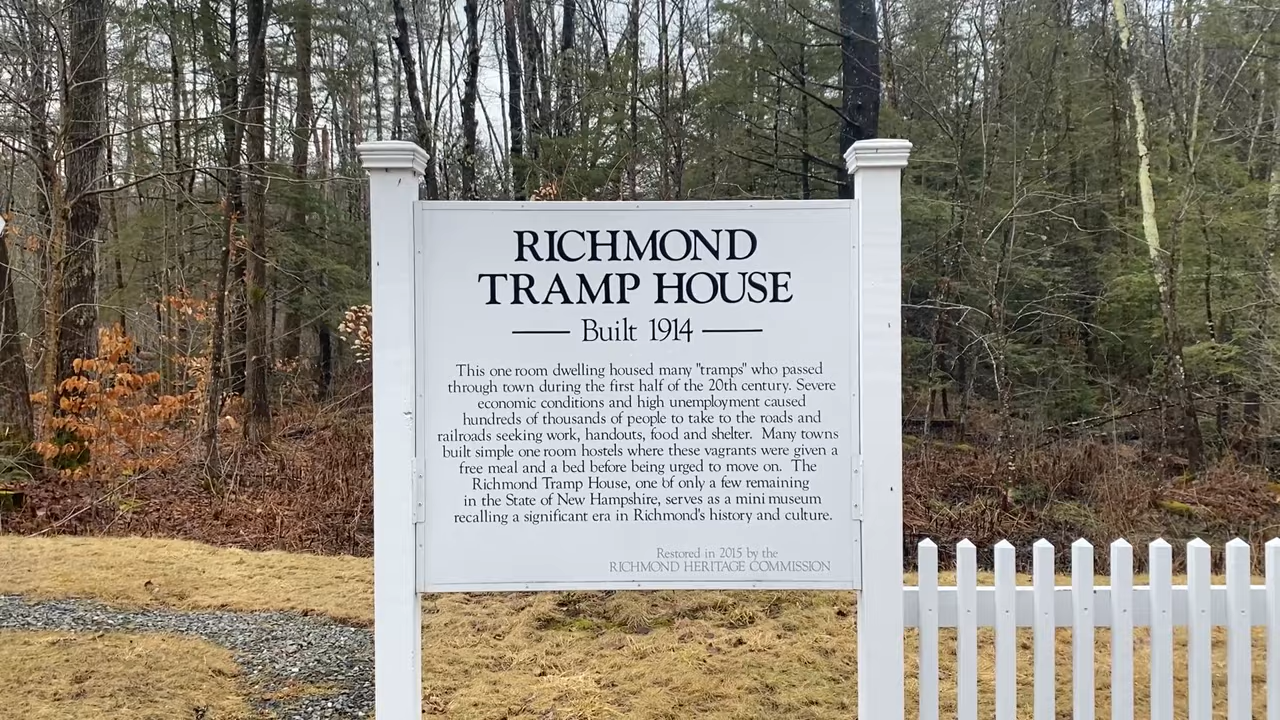 RICHMOND
TRAMP HOUSE
Built 1914
This one room dwelling housed many "tramps" who passed
through town during the first half of the 20th century. Severe
economic conditions and high unemployment caused
hundreds of thousands of people to take to the roads and
railroads seeking work, handouts, food and shelter. Many towns
built simple one room hostels where these vagrants were given a
free meal and a bed before being urged to move on. The
Richmond Tramp House, one of only a few remaining
in the State of New Hampshire, serves as a mini museum
recalling a significant era in Richmond's history and culture.
Restored in 2015 by the
RICHMOND HERITAGE COMMISSION